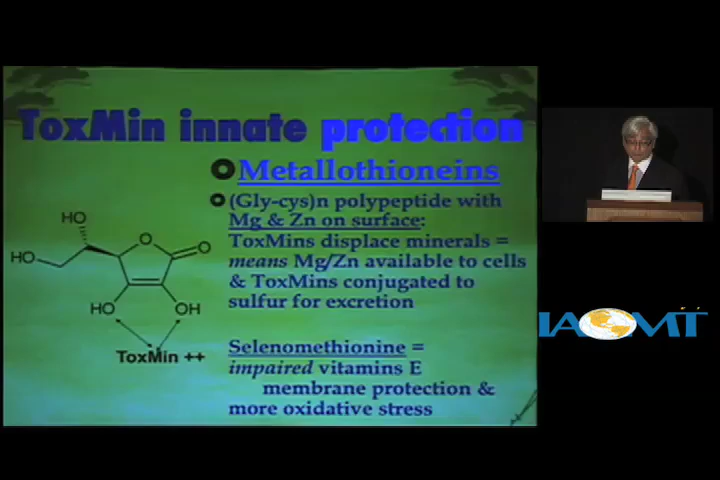 ToxMin innate protection
Metallothioneins
(Gly-cys)n polypeptide with
Mg & Zn on surface:
ToxMins displace minerals =
means Mg/Zn available to cells
& ToxMins conjugated to
sulfur for excretion
Selenomethionine =
impaired vitamins E
membrane protection &
more oxidative stress
HO
HO
O
O
HO
OH
ToxMin ++
IAOMT